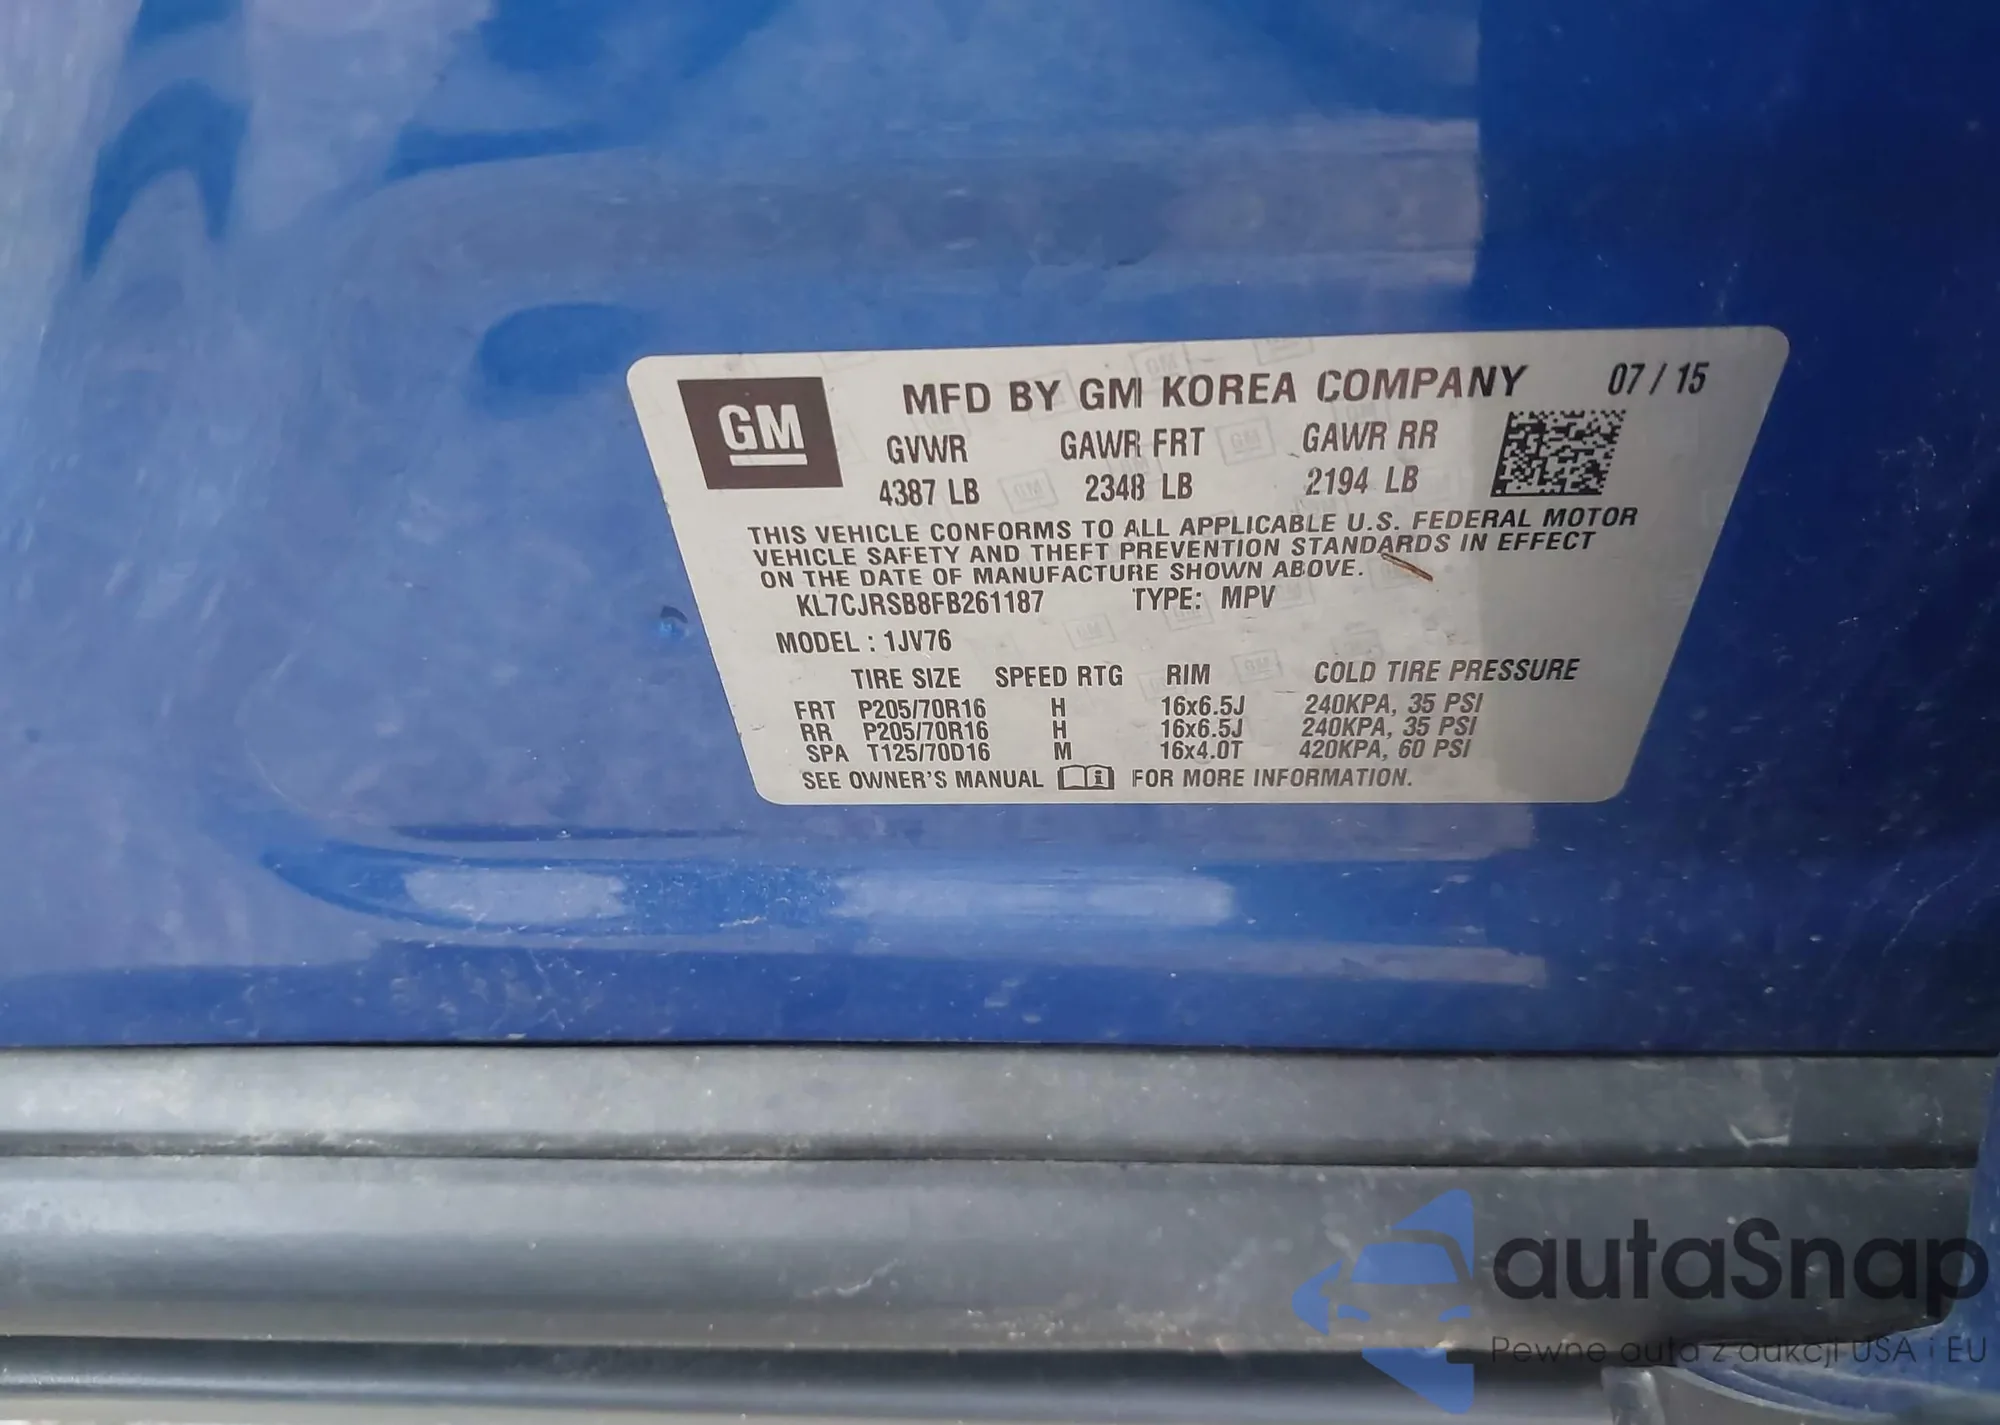 GM
MFD BY GM KOREA COMPANY 07 / 15
GVWR GAWR FRT GAWR RR
4387 LB 2348 LB 2194 LB
THIS VEHICLE CONFORMS TO ALL APPLICABLE U.S. FEDERAL MOTOR
VEHICLE SAFETY AND THEFT PREVENTION STANDARDS IN EFFECT
ON THE DATE OF MANUFACTURE SHOWN ABOVE.
KL7CJRSB8FB261187 TYPE: MPV
MODEL : 1JV76
TIRE SIZE SPEED RTG RIM COLD TIRE PRESSURE
FRT P205/70R16 H 16x6.5J 240KPA, 35 PSI
RR P205/70R16 H 16x6.5J 240KPA, 35 PSI
SPA T125/70D16 M 16x4.0T 420KPA, 60 PSI
SEE OWNER'S MANUAL i FOR MORE INFORMATION.
autaSnap
Pewne auta z aukcji USA i EU